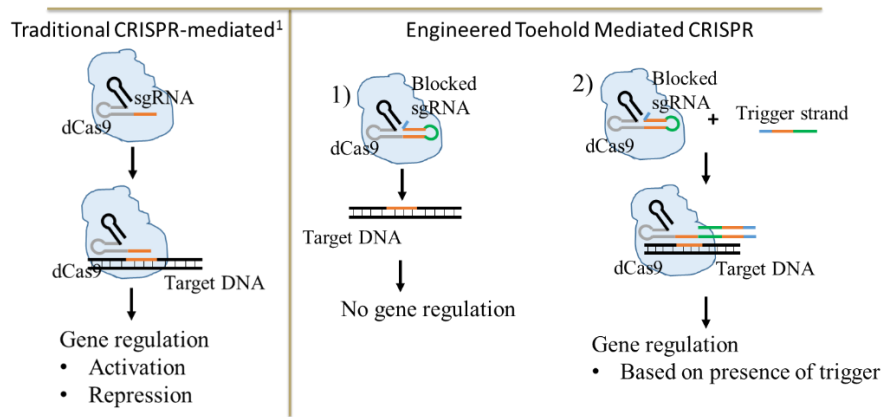 Traditional CRISPR-mediated¹
sgRNA
dCas9
dCas9
Target DNA
Gene regulation
• Activation
• Repression
Engineered Toehold Mediated CRISPR
1)
Blocked
sgRNA
dCas9
Target DNA
No gene regulation
2)
Blocked
sgRNA
+
Trigger strand
dCas9
dCas9
Target DNA
Gene regulation
• Based on presence of trigger